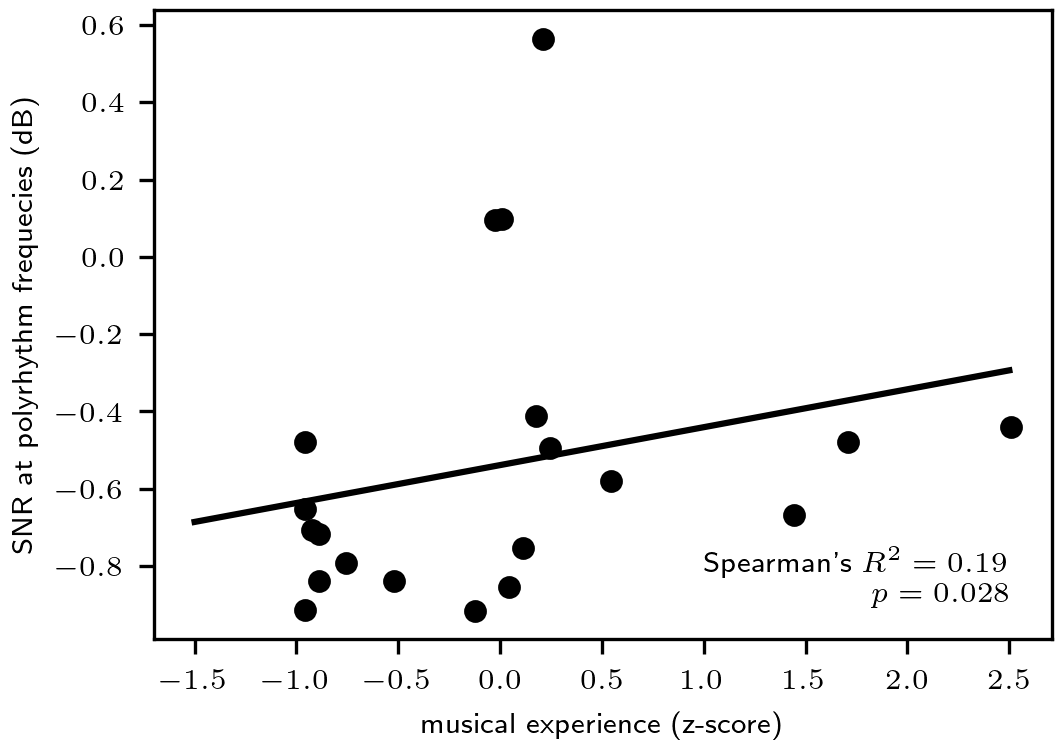 0.6
0.4
0.2
0.0
−0.2
−0.4
−0.6
−0.8
SNR at polyrhythm frequecies (dB)
Spearman's R² = 0.19
p = 0.028
−1.5 −1.0 −0.5 0.0 0.5 1.0 1.5 2.0 2.5
musical experience (z-score)